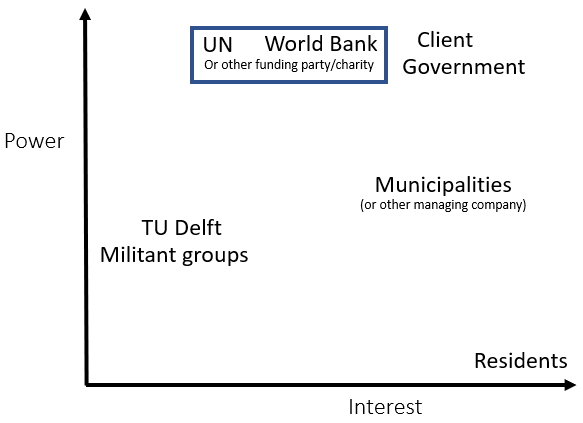 UN World Bank
Or other funding party/charity
Client
Government
Power
Municipalities
(or other managing company)
TU Delft
Militant groups
Residents
Interest